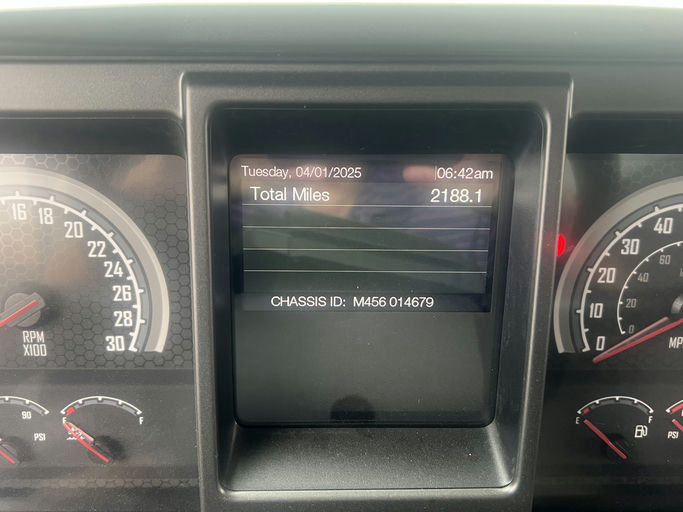 Tuesday, 04/01/2025 06:42am
Total Miles 2188.1
CHASSIS ID: M456 014679
16
18
20
22
24
26
28
30
RPM
X100
90
PSI
F
40
30
20
10
0
60
40
20
0
MP
E F
PSI